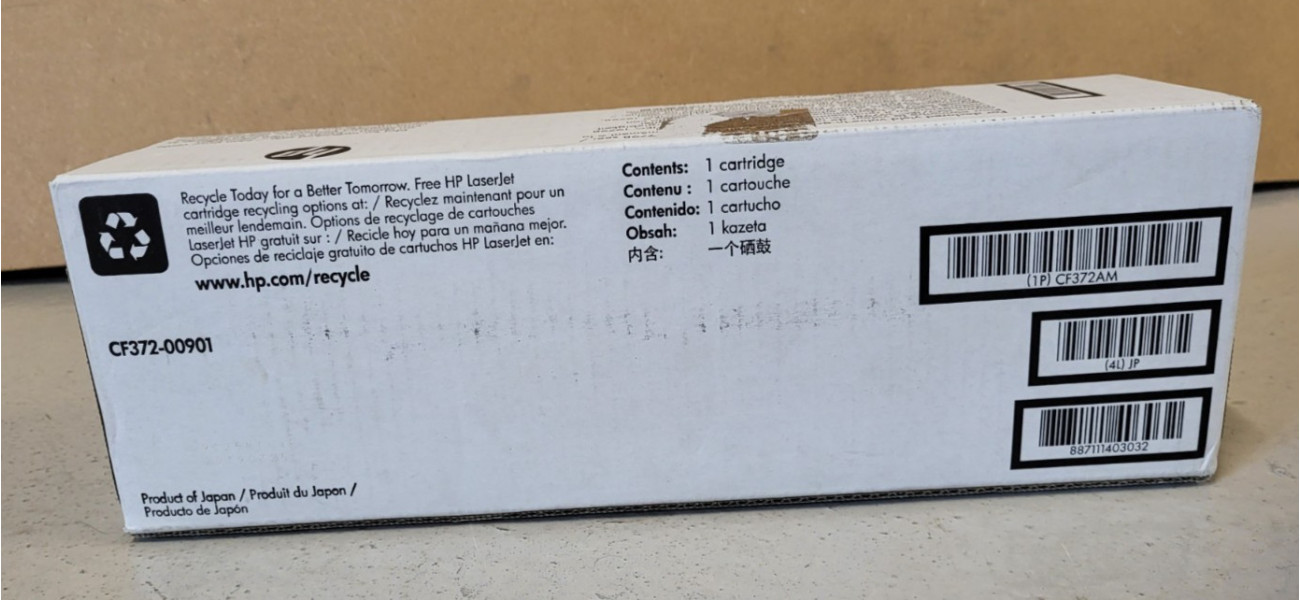 hp
Recycle Today for a Better Tomorrow. Free HP LaserJet
cartridge recycling options at: / Recyclez maintenant pour un
meilleur lendemain. Options de recyclage de cartouches
LaserJet HP gratuit sur : / Recicle hoy para un mañana mejor.
Opciones de reciclaje gratuito de cartuchos HP LaserJet en:
www.hp.com/recycle
CF372-00901
Contents: 1 cartridge
Contenu : 1 cartouche
Contenido: 1 cartucho
Obsah: 1 kazeta
内含: 一个硒鼓
(1P) CF372AM
(4L) JP
887111403032
Product of Japan / Produit du Japon /
Producto de Japón